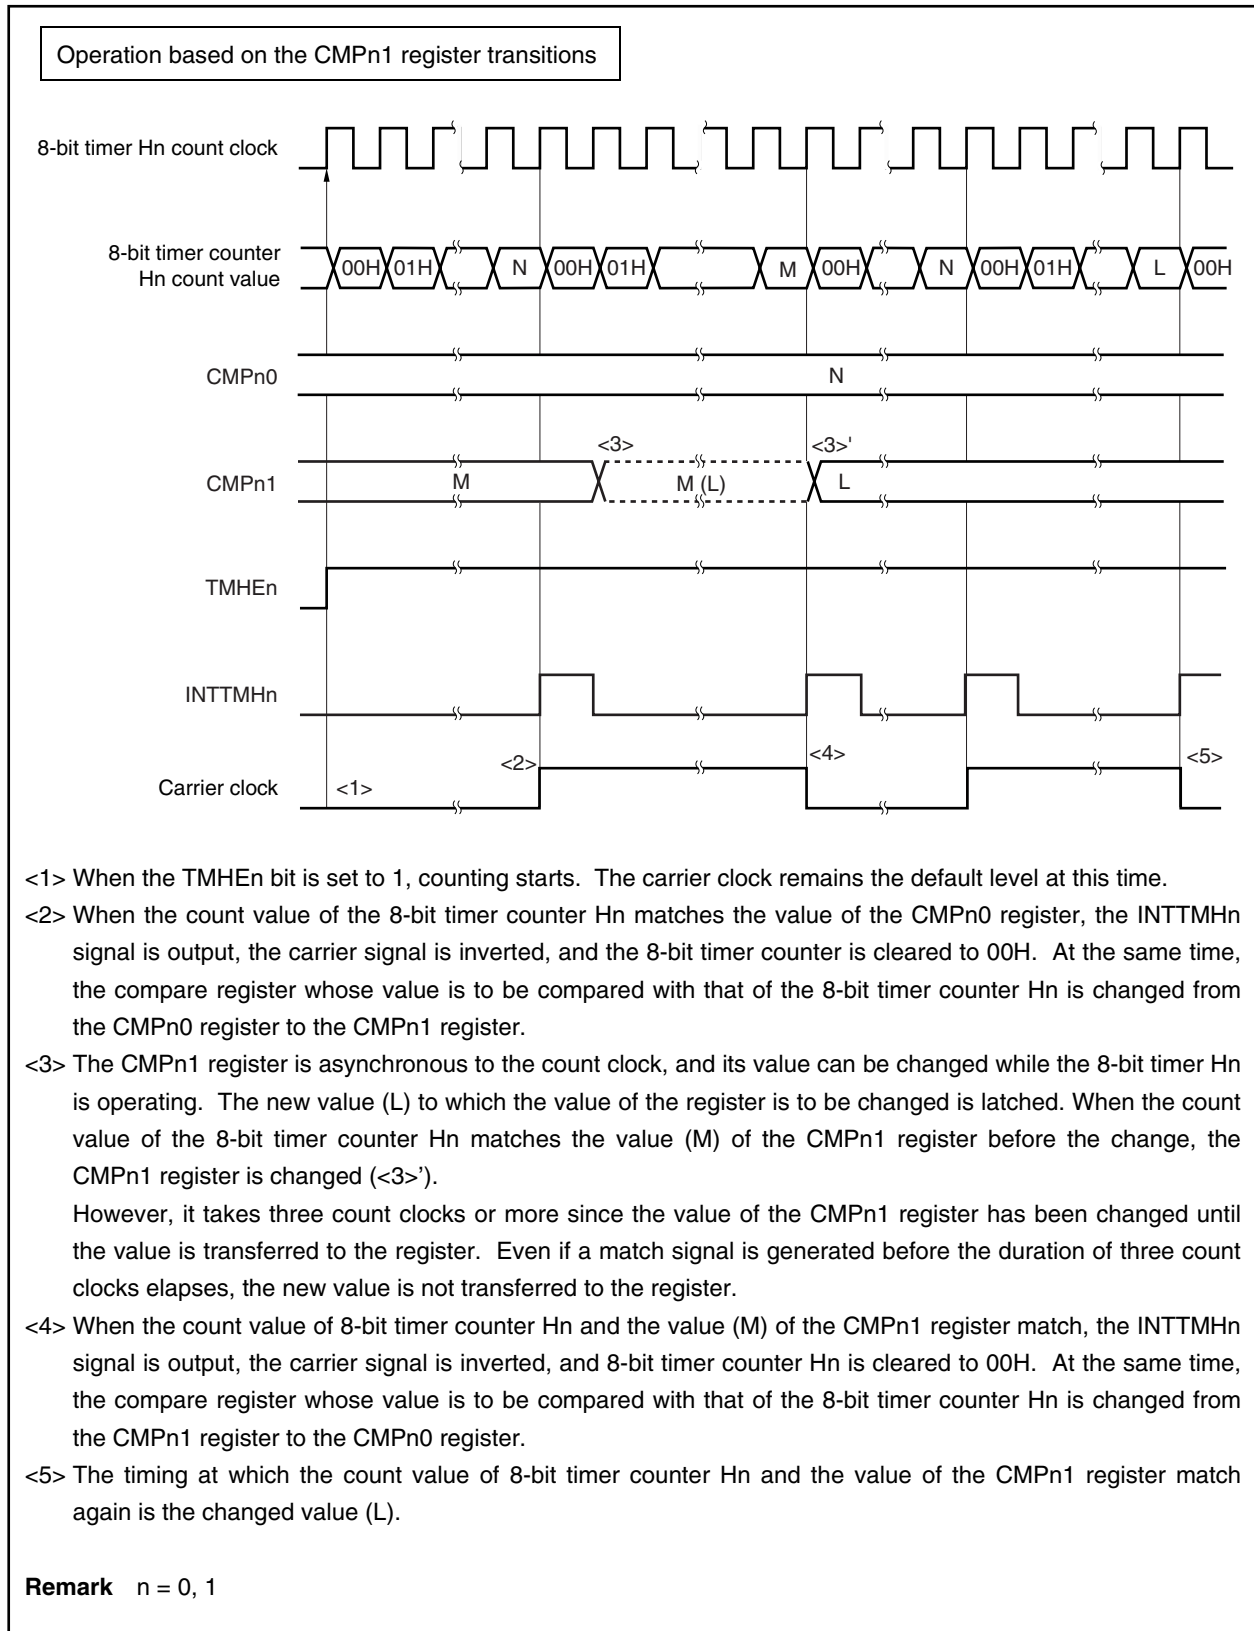 Operation based on the CMPn1 register transitions
8-bit timer Hn count clock
8-bit timer counter
Hn count value
00H 01H N 00H 01H M 00H N 00H 01H L 00H
CMPn0
N
<3> <3>'
CMPn1
M M (L) L
TMHEn
INTTMHn
<2> <4> <5>
Carrier clock
<1>
<1> When the TMHEn bit is set to 1, counting starts. The carrier clock remains the default level at this time.
<2> When the count value of the 8-bit timer counter Hn matches the value of the CMPn0 register, the INTTMHn
signal is output, the carrier signal is inverted, and the 8-bit timer counter is cleared to 00H. At the same time,
the compare register whose value is to be compared with that of the 8-bit timer counter Hn is changed from
the CMPn0 register to the CMPn1 register.
<3> The CMPn1 register is asynchronous to the count clock, and its value can be changed while the 8-bit timer Hn
is operating. The new value (L) to which the value of the register is to be changed is latched. When the count
value of the 8-bit timer counter Hn matches the value (M) of the CMPn1 register before the change, the
CMPn1 register is changed (<3>’).
However, it takes three count clocks or more since the value of the CMPn1 register has been changed until
the value is transferred to the register. Even if a match signal is generated before the duration of three count
clocks elapses, the new value is not transferred to the register.
<4> When the count value of 8-bit timer counter Hn and the value (M) of the CMPn1 register match, the INTTMHn
signal is output, the carrier signal is inverted, and 8-bit timer counter Hn is cleared to 00H. At the same time,
the compare register whose value is to be compared with that of the 8-bit timer counter Hn is changed from
the CMPn1 register to the CMPn0 register.
<5> The timing at which the count value of 8-bit timer counter Hn and the value of the CMPn1 register match
again is the changed value (L).
Remark n = 0, 1